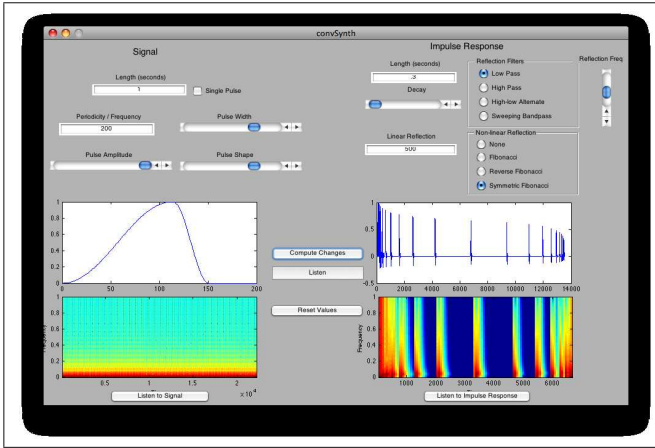 convSynth
Signal
Length (seconds)
1
Single Pulse
Periodicity / Frequency
200
Pulse Width
Pulse Amplitude
Pulse Shape
Impulse Response
Length (seconds)
.3
Decay
Linear Reflection
500
Reflection Filters
Low Pass
High Pass
High-low Alternate
Sweeping Bandpass
Non-linear Reflection
None
Fibonacci
Reverse Fibonacci
Symmetric Fibonacci
Reflection Freq
1
0.8
0.6
0.4
0.2
0
0 50 100 150 200
Compute Changes
Listen
Reset Values
1
0.5
0
-0.5
0 2000 4000 6000 8000 10000 12000 14000
Frequency
1
0.8
0.6
0.4
0.2
0
0.5 1 1.5 2
x 10^4
Listen to Signal
Frequency
1
0.8
0.6
0.4
0.2
0
1000 2000 3000 4000 5000 6000
Listen to Impulse Response